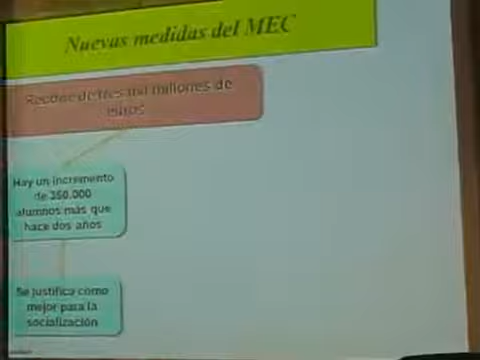 Nuevas medidas del MEC
Recorte de tres mil millones de
euros
Hay un incremento
de 350.000
alumnos más que
hace dos años
Se justifica como
mejor para la
socialización